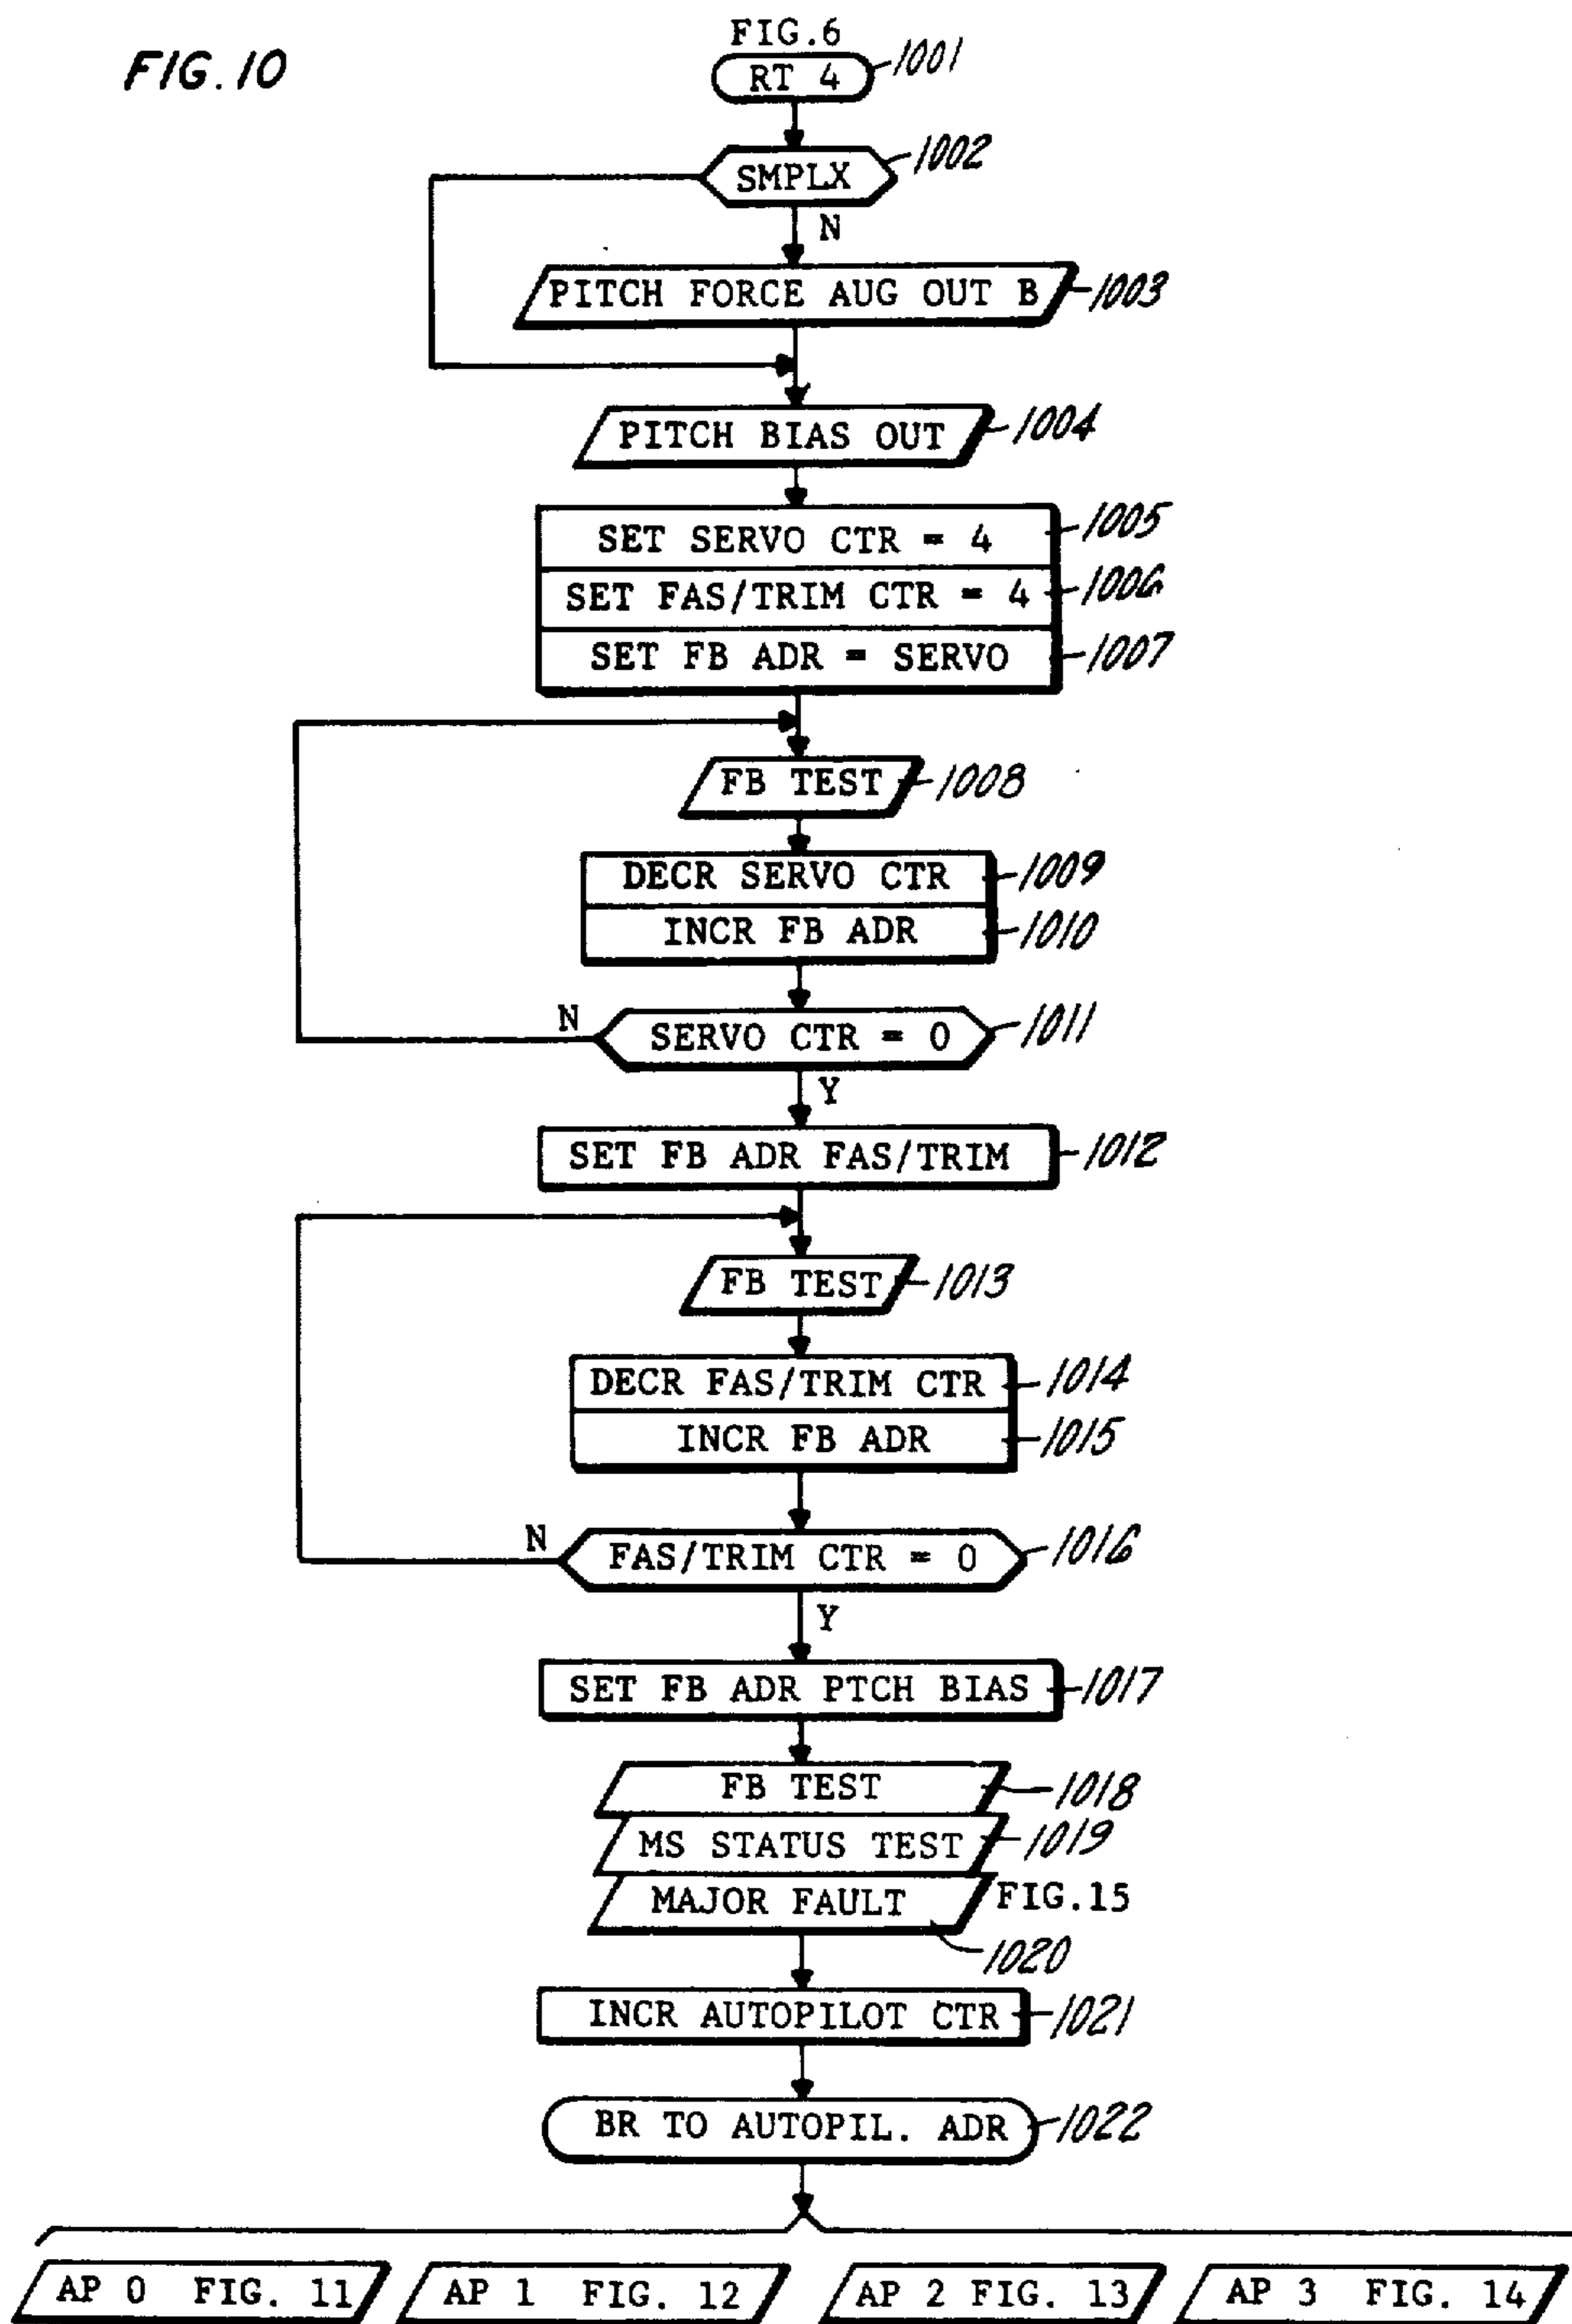 FIG. 10
FIG.6
RT 4 1001
SMPLX 1002
N
PITCH FORCE AUG OUT B 1003
PITCH BIAS OUT 1004
SET SERVO CTR = 4 1005
SET FAS/TRIM CTR = 4 1006
SET FB ADR = SERVO 1007
FB TEST 1008
DECR SERVO CTR 1009
INCR FB ADR 1010
N SERVO CTR = 0 1011
Y
SET FB ADR FAS/TRIM 1012
FB TEST 1013
DECR FAS/TRIM CTR 1014
INCR FB ADR 1015
N FAS/TRIM CTR = 0 1016
Y
SET FB ADR PTCH BIAS 1017
FB TEST 1018
MS STATUS TEST 1019
MAJOR FAULT FIG.15
1020
INCR AUTOPILOT CTR 1021
BR TO AUTOPIL. ADR 1022
AP 0 FIG. 11 AP 1 FIG. 12 AP 2 FIG. 13 AP 3 FIG. 14